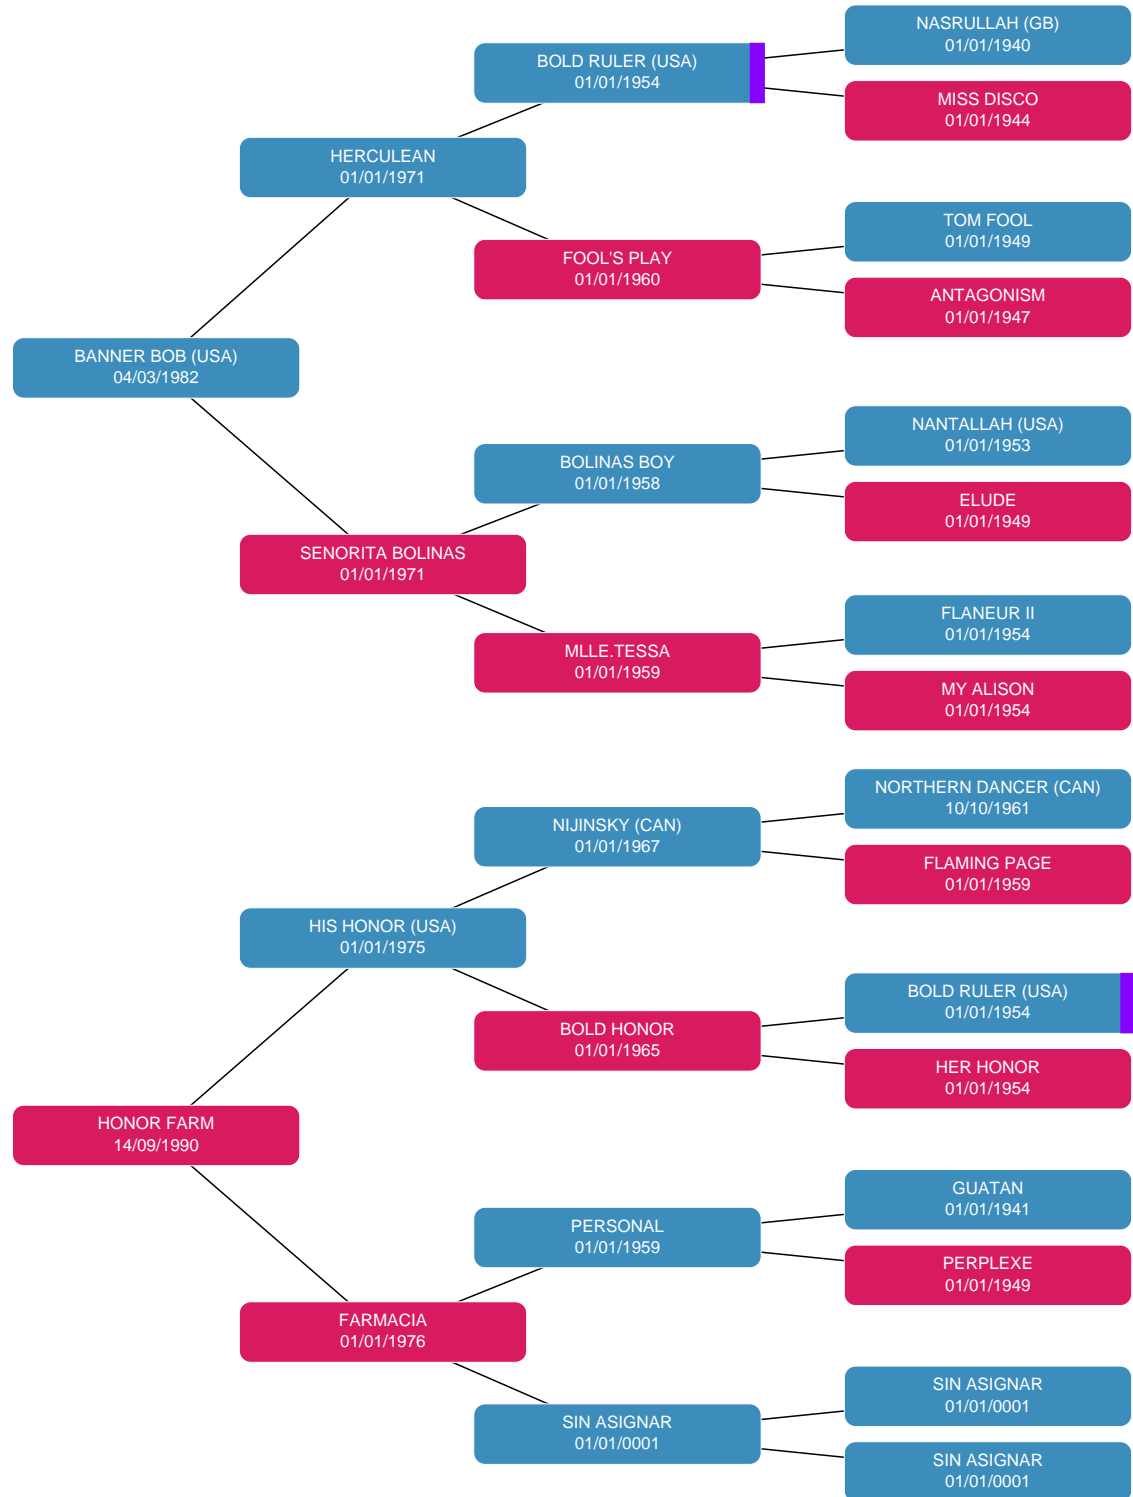 NASRULLAH (GB)
01/01/1940
BOLD RULER (USA)
01/01/1954
MISS DISCO
01/01/1944
HERCULEAN
01/01/1971
TOM FOOL
01/01/1949
FOOL'S PLAY
01/01/1960
ANTAGONISM
01/01/1947
BANNER BOB (USA)
04/03/1982
NANTALLAH (USA)
01/01/1953
BOLINAS BOY
01/01/1958
ELUDE
01/01/1949
SENORITA BOLINAS
01/01/1971
FLANEUR II
01/01/1954
MLLE.TESSA
01/01/1959
MY ALISON
01/01/1954
NORTHERN DANCER (CAN)
10/10/1961
NIJINSKY (CAN)
01/01/1967
FLAMING PAGE
01/01/1959
HIS HONOR (USA)
01/01/1975
BOLD RULER (USA)
01/01/1954
BOLD HONOR
01/01/1965
HER HONOR
01/01/1954
HONOR FARM
14/09/1990
GUATAN
01/01/1941
PERSONAL
01/01/1959
PERPLEXE
01/01/1949
FARMACIA
01/01/1976
SIN ASIGNAR
01/01/0001
SIN ASIGNAR
01/01/0001
SIN ASIGNAR
01/01/0001